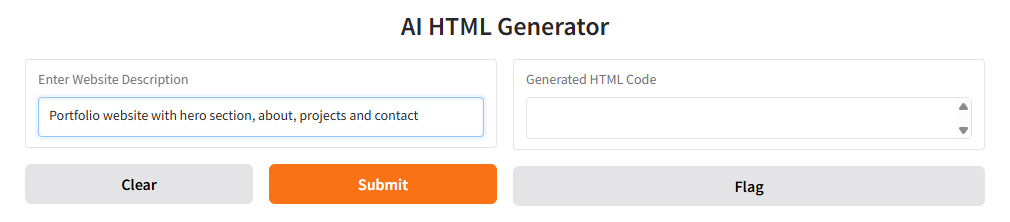 AI HTML Generator
Enter Website Description
Portfolio website with hero section, about, projects and contact
Clear
Submit
Generated HTML Code
Flag